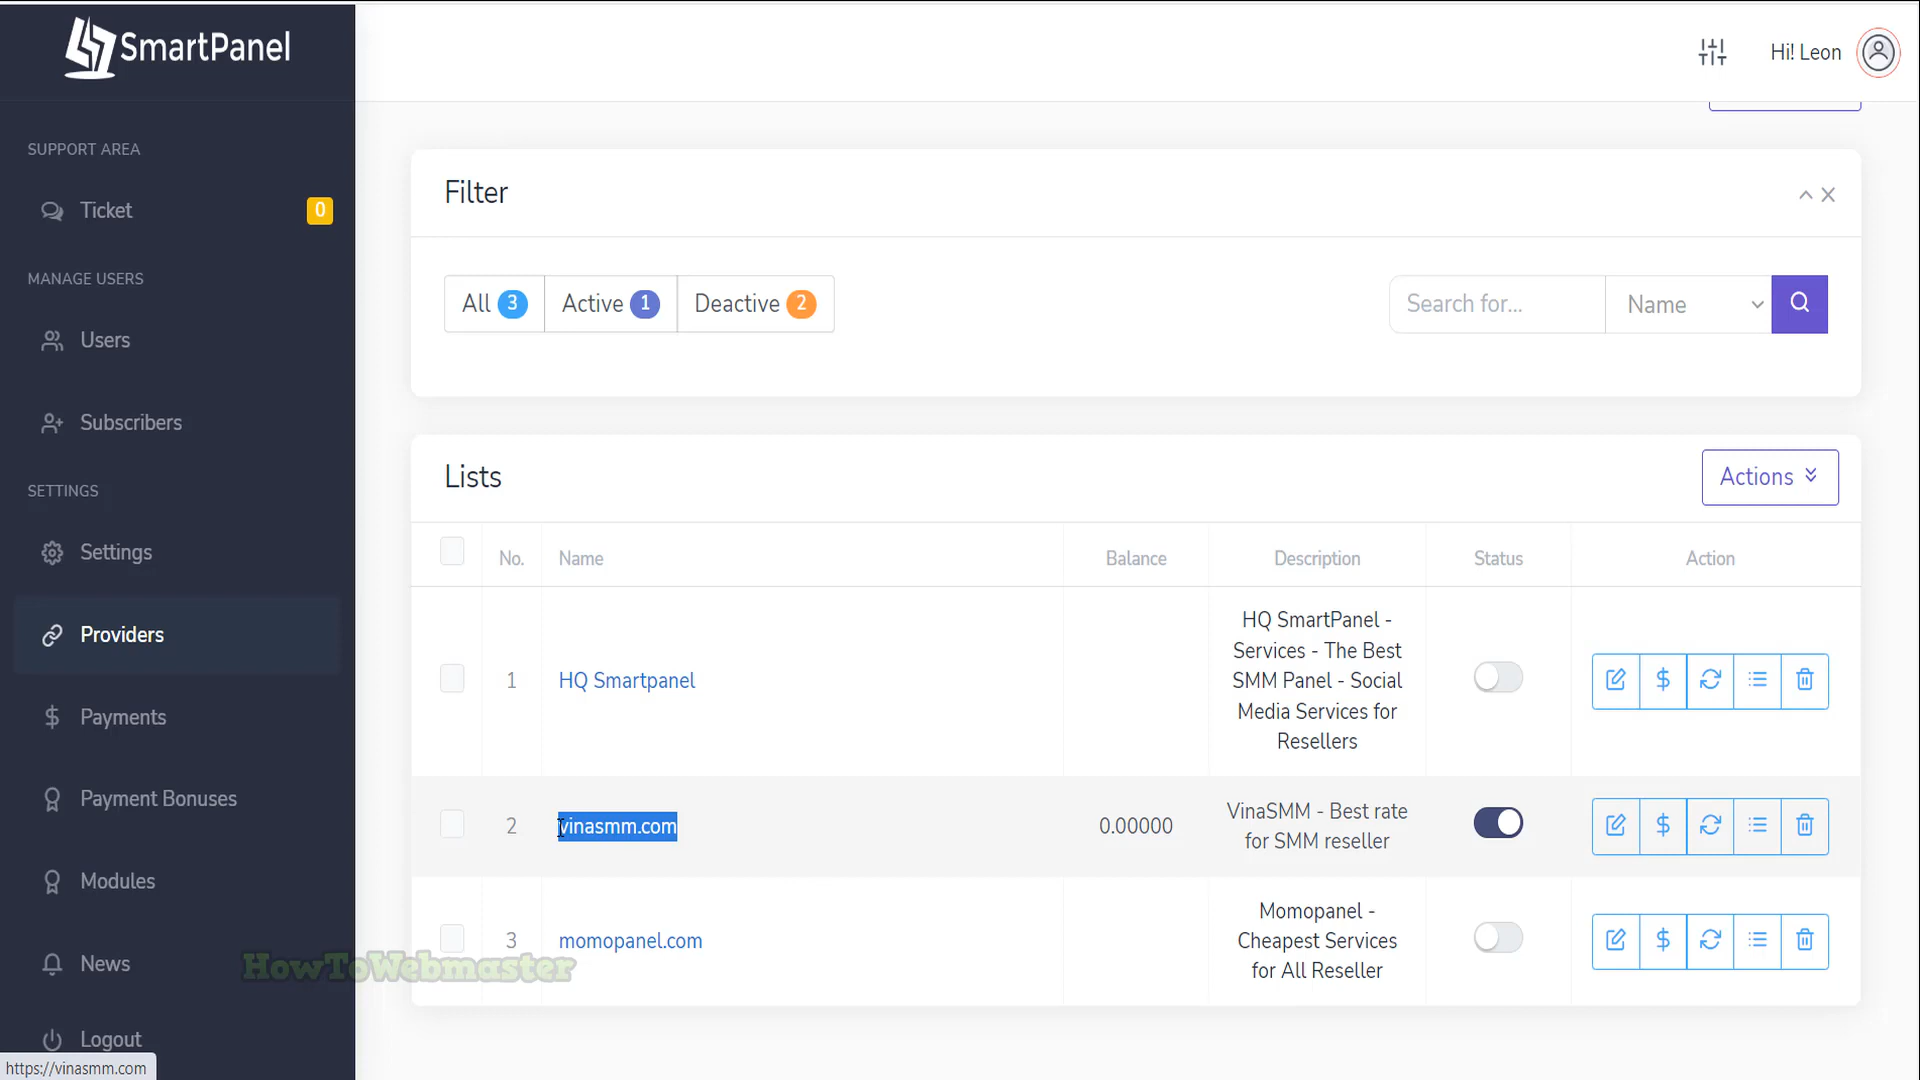 SmartPanel
Hi! Leon
SUPPORT AREA
Ticket 0
MANAGE USERS
Users
Subscribers
SETTINGS
Settings
Providers
Payments
Payment Bonuses
Modules
News
Logout
https://vinasmm.com
Filter
All 3 Active 1 Deactive 2
Search for... Name
Lists
Actions
No. Name Balance Description Status Action
1 HQ Smartpanel
HQ SmartPanel -
Services - The Best
SMM Panel - Social
Media Services for
Resellers
2 vinasmm.com 0.00000
VinaSMM - Best rate
for SMM reseller
3 momopanel.com
Momopanel -
Cheapest Services
for All Reseller
HowToWebmaster